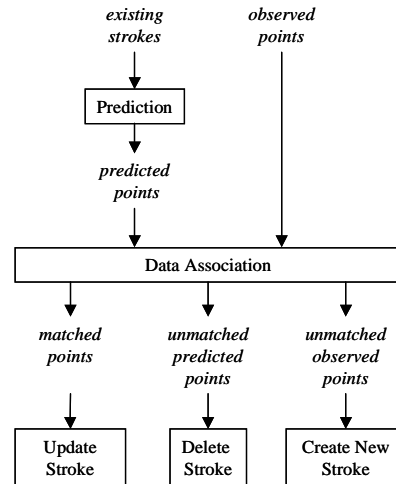 existing
strokes
observed
points
Prediction
predicted
points
Data Association
matched
points
unmatched
predicted
points
unmatched
observed
points
Update
Stroke
Delete
Stroke
Create New
Stroke